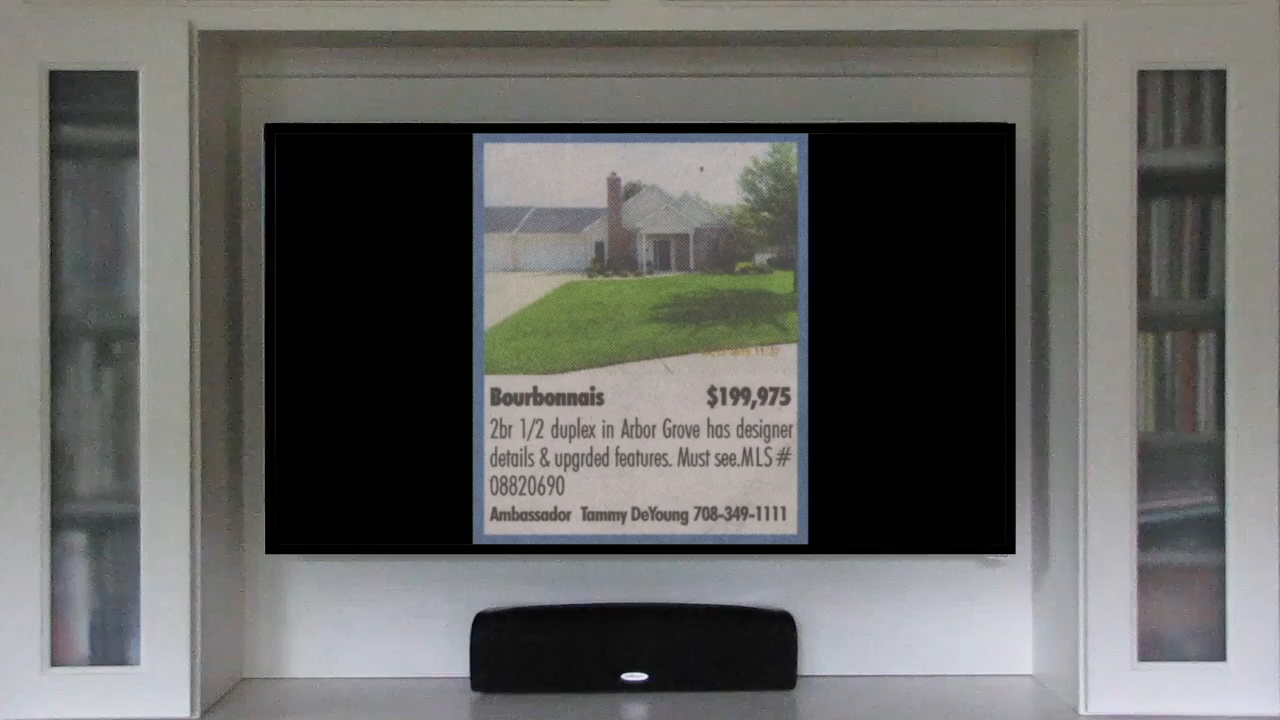 Bourbonnais $199,975
2br 1/2 duplex in Arbor Grove has designer
details & upgrded features. Must see.MLS#
08820690
Ambassador Tammy DeYoung 708-349-1111